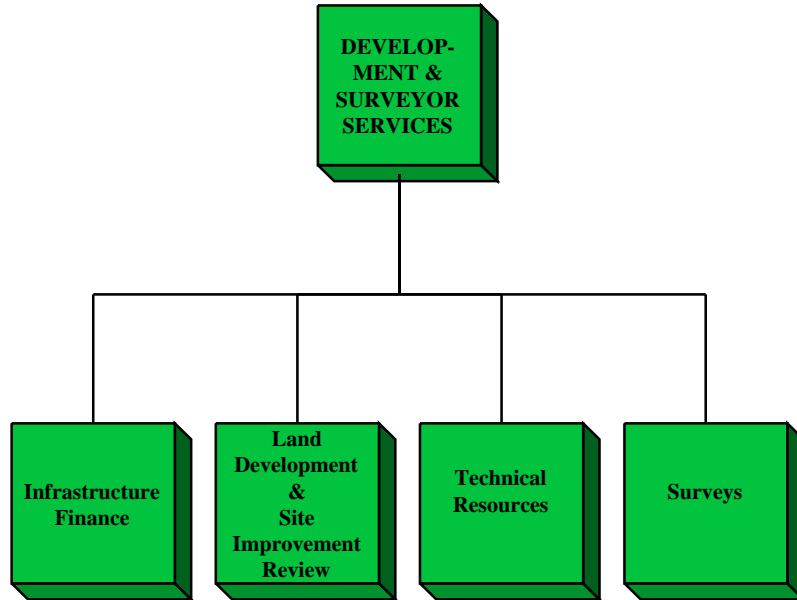 DEVELOP-
MENT &
SURVEYOR
SERVICES
Infrastructure
Finance
Land
Development
&
Site
Improvement
Review
Technical
Resources
Surveys